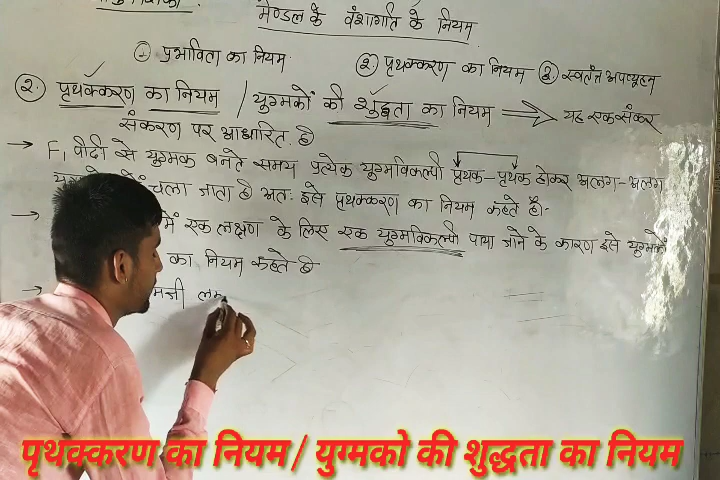 मेण्डल के वंशागति के नियम
① प्रभाविता का नियम ②. पृथक्करण का नियम ③. स्वतंत्र अपव्यूहन
②. पृथक्करण का नियम / युग्मकों की शुद्धता का नियम ⟹ यह एक संकर
संकरण पर आधारित है
→ F₁ पीढी से युग्मक बनते समय प्रत्येक युग्मविकल्पी पृथक-पृथक होकर अलग-अलग
चला जाता है अतः इसे पृथक्करण का नियम कहते है।
→ में एक लक्षण के लिए एक युग्मविकल्पी पाया जाने के कारण इसे युग्मकों
का नियम कहते है
→
पृथक्करण का नियम / युग्मको की शुद्धता का नियम